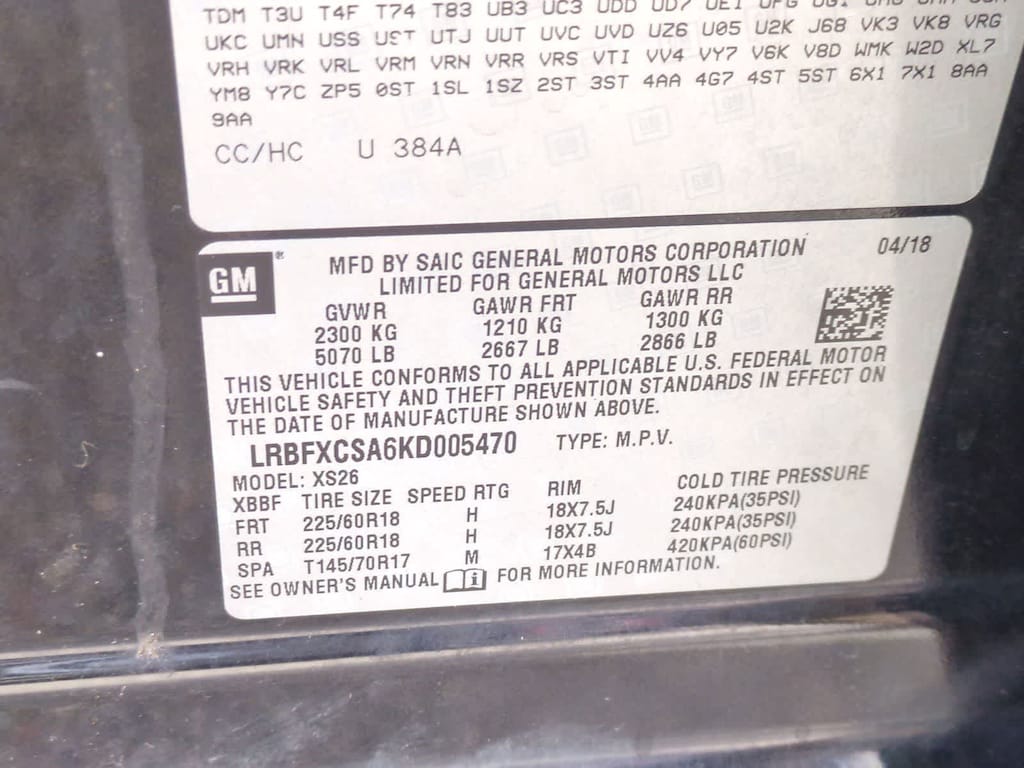 TDM T3U T4F T74 T83 UB3 UC3 UDD UD7 UE1
UKC UMN USS UST UTJ UUT UVC UVD UZ6 U05 U2K J68 VK3 VK8 VRG
VRH VRK VRL VRM VRN VRR VRS VTI VV4 VY7 V6K V8D WMK W2D XL7
YM8 Y7C ZP5 0ST 1SL 1SZ 2ST 3ST 4AA 4G7 4ST 5ST 6X1 7X1 8AA
9AA
CC/HC U 384A
GM® MFD BY SAIC GENERAL MOTORS CORPORATION 04/18
LIMITED FOR GENERAL MOTORS LLC
GVWR GAWR FRT GAWR RR
2300 KG 1210 KG 1300 KG
5070 LB 2667 LB 2866 LB
THIS VEHICLE CONFORMS TO ALL APPLICABLE U.S. FEDERAL MOTOR
VEHICLE SAFETY AND THEFT PREVENTION STANDARDS IN EFFECT ON
THE DATE OF MANUFACTURE SHOWN ABOVE.
LRBFXCSA6KD005470 TYPE: M.P.V.
MODEL: XS26
XBBF TIRE SIZE SPEED RTG RIM COLD TIRE PRESSURE
FRT 225/60R18 H 18X7.5J 240KPA(35PSI)
RR 225/60R18 H 18X7.5J 240KPA(35PSI)
SPA T145/70R17 M 17X4B 420KPA(60PSI)
SEE OWNER'S MANUAL FOR MORE INFORMATION.